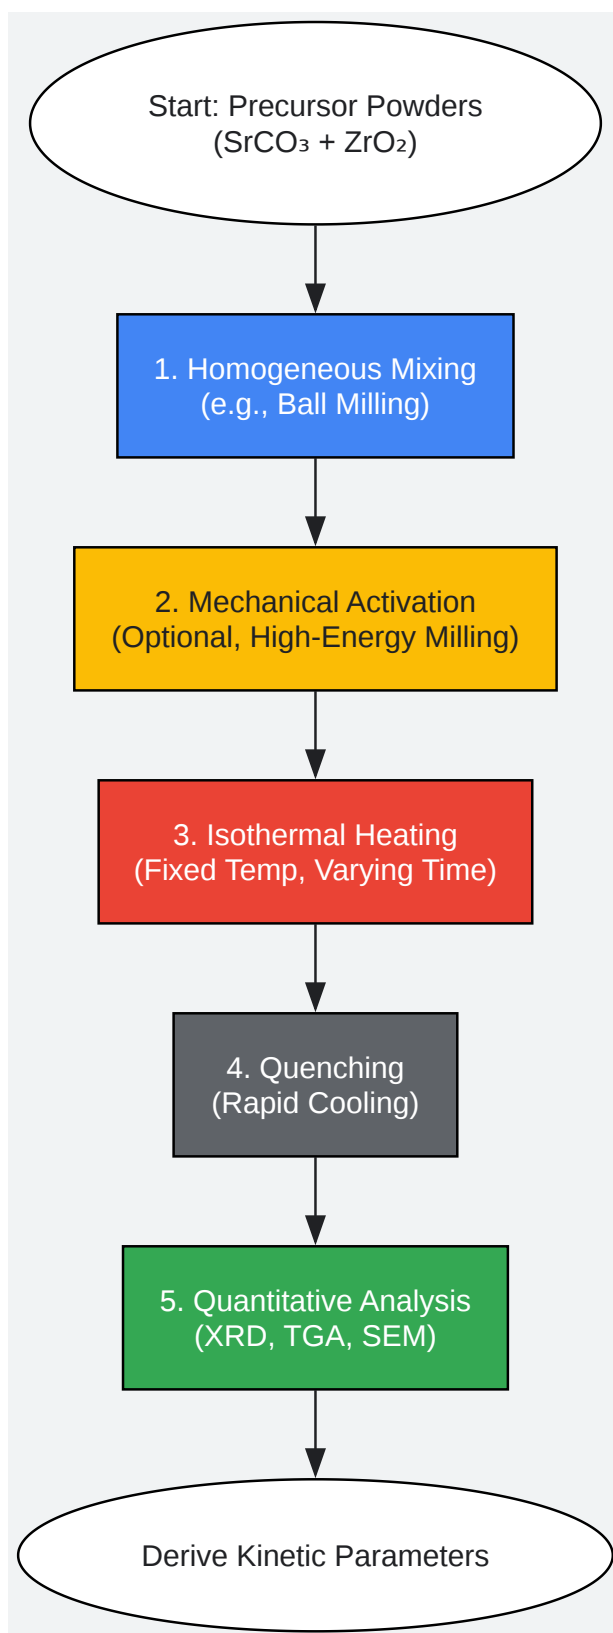 Start: Precursor Powders
(SrCO₃ + ZrO₂)
1. Homogeneous Mixing
(e.g., Ball Milling)
2. Mechanical Activation
(Optional, High-Energy Milling)
3. Isothermal Heating
(Fixed Temp, Varying Time)
4. Quenching
(Rapid Cooling)
5. Quantitative Analysis
(XRD, TGA, SEM)
Derive Kinetic Parameters